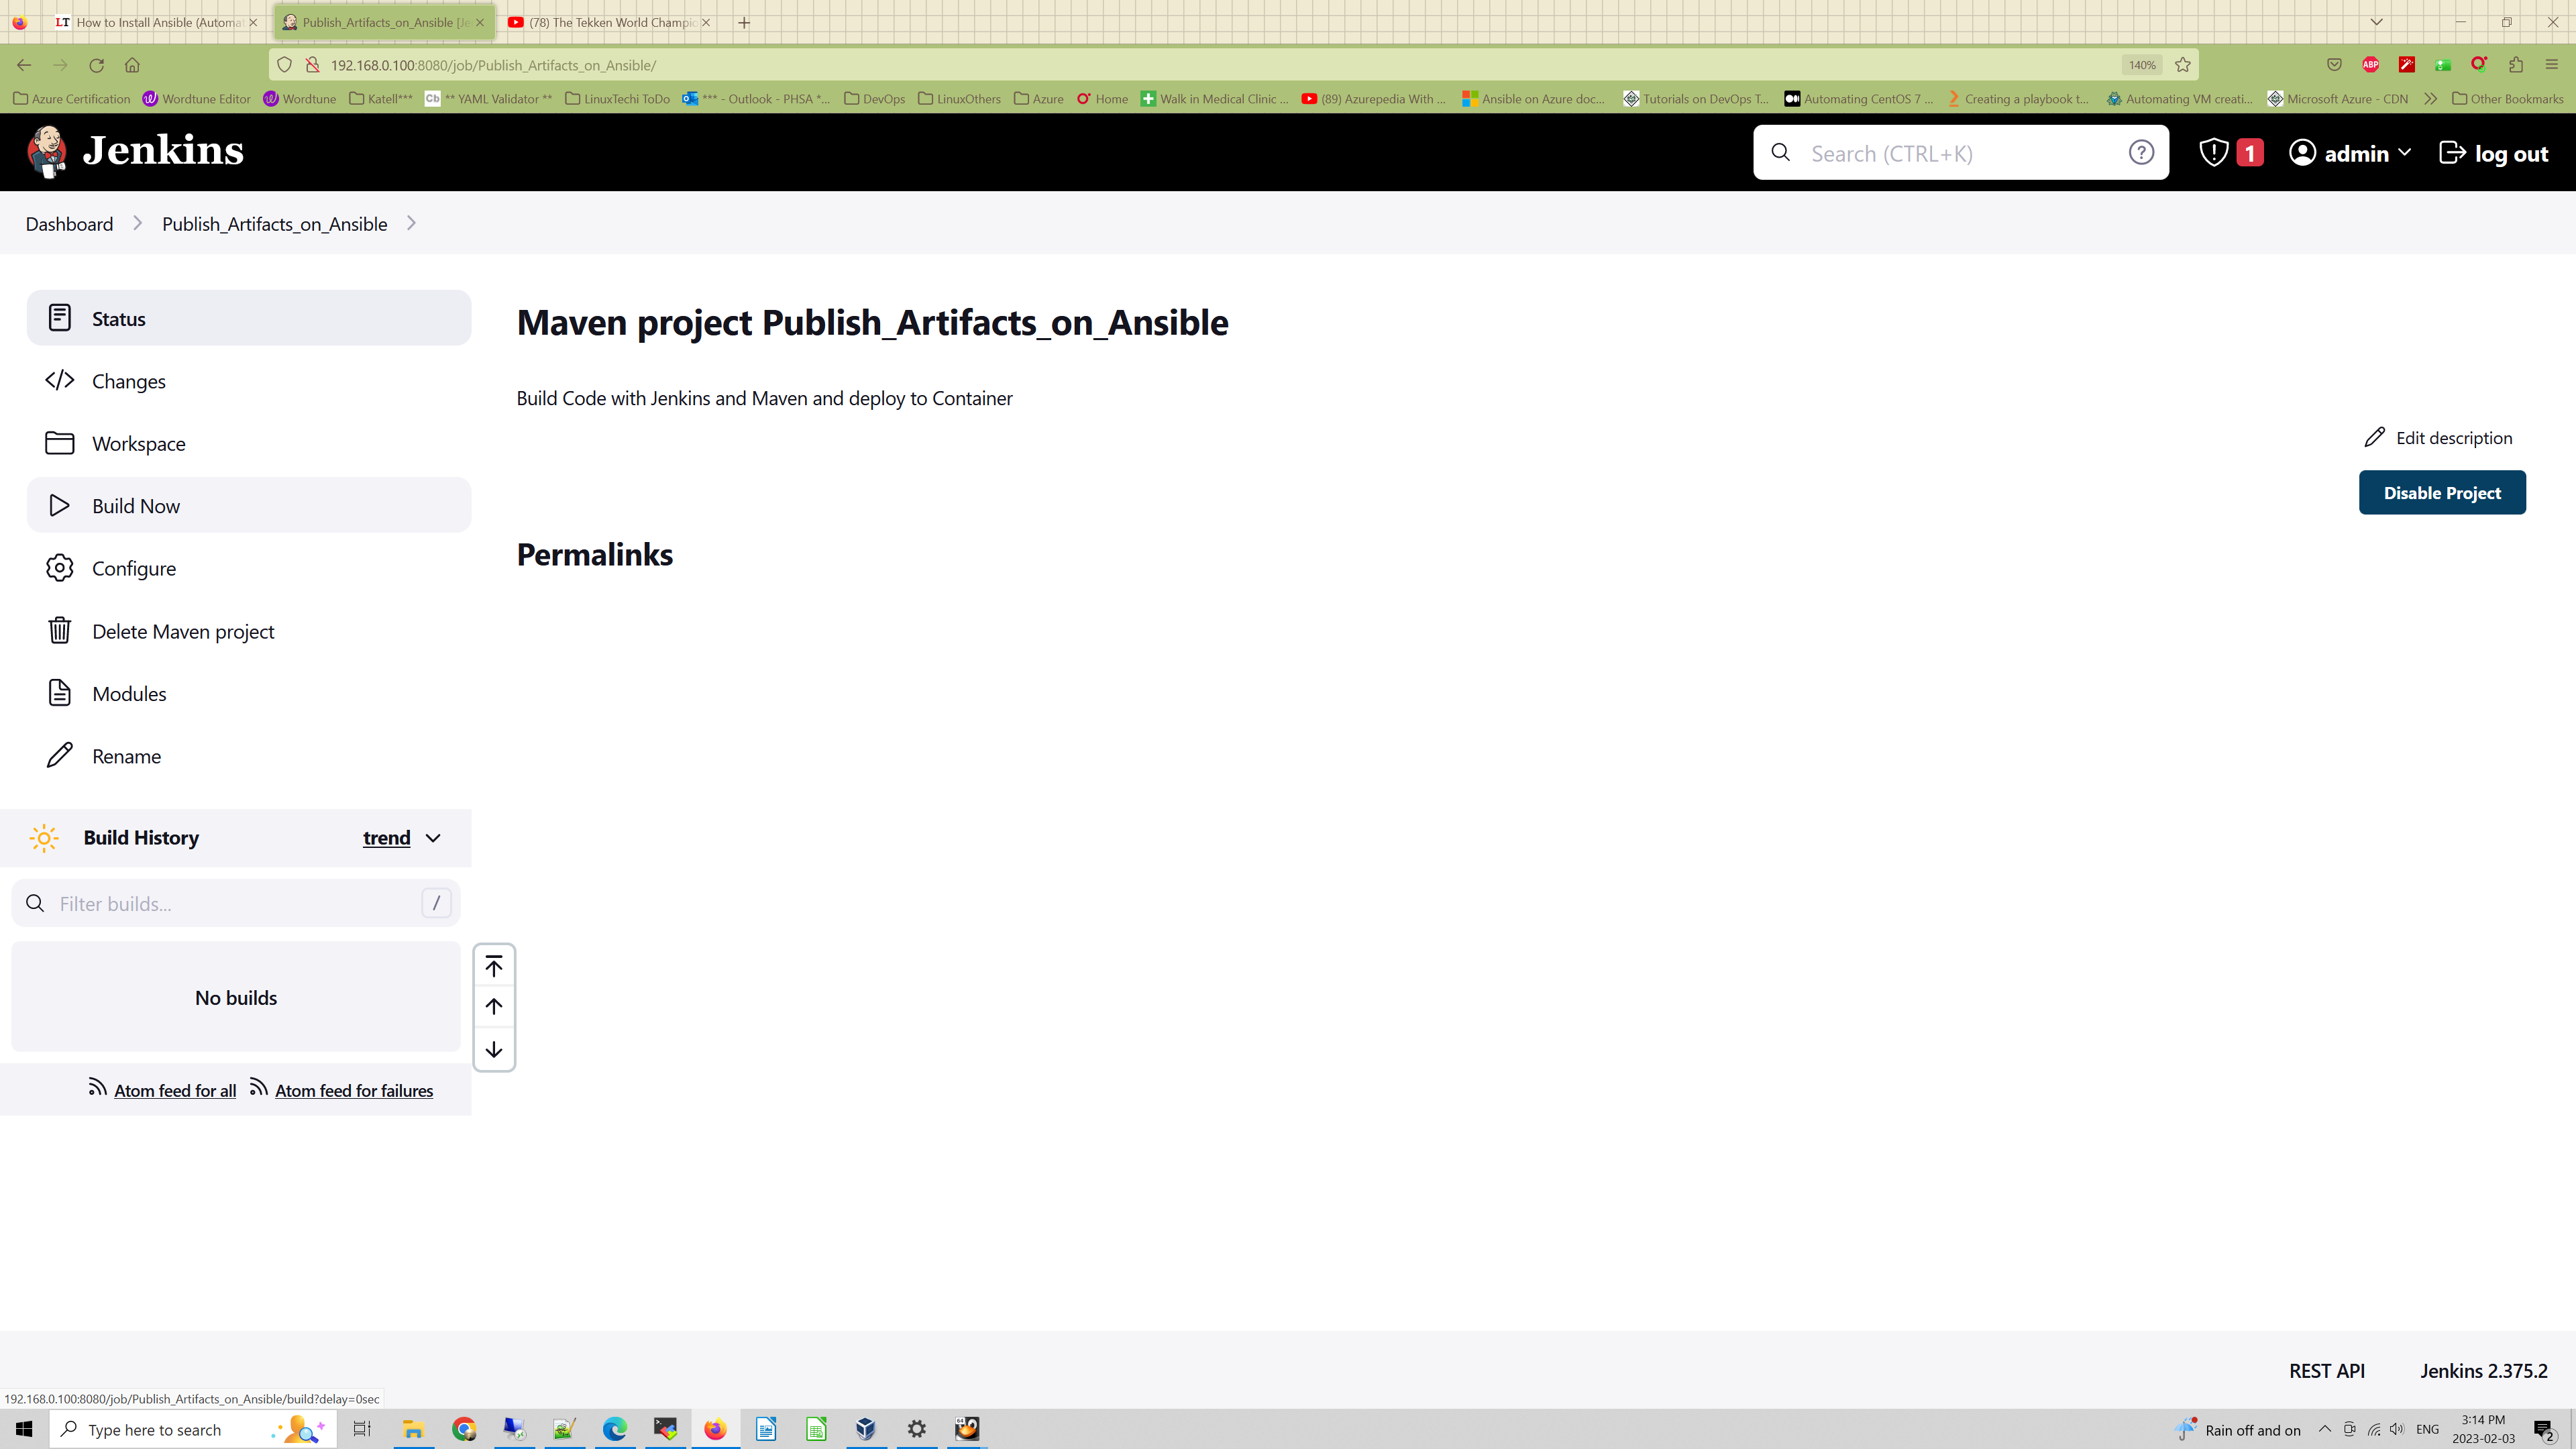 How to Install Ansible (Automat
Publish_Artifacts_on_Ansible [Je
(78) The Tekken World Champio
192.168.0.100:8080/job/Publish_Artifacts_on_Ansible/
140%
Azure Certification
Wordtune Editor
Wordtune
Katell***
** YAML Validator **
LinuxTechi ToDo
*** - Outlook - PHSA *...
DevOps
LinuxOthers
Azure
Home
Walk in Medical Clinic ...
(89) Azurepedia With ...
Ansible on Azure doc...
Tutorials on DevOps T...
Automating CentOS 7 ...
Creating a playbook t...
Automating VM creati...
Microsoft Azure - CDN
Other Bookmarks
Jenkins
Search (CTRL+K)
1
admin
log out
Dashboard
Publish_Artifacts_on_Ansible
Status
Changes
Workspace
Build Now
Configure
Delete Maven project
Modules
Rename
Maven project Publish_Artifacts_on_Ansible
Build Code with Jenkins and Maven and deploy to Container
Edit description
Disable Project
Permalinks
Build History
trend
Filter builds...
/
No builds
Atom feed for all
Atom feed for failures
REST API
Jenkins 2.375.2
192.168.0.100:8080/job/Publish_Artifacts_on_Ansible/build?delay=0sec
Type here to search
Rain off and on
ENG
3:14 PM
2023-02-03
2